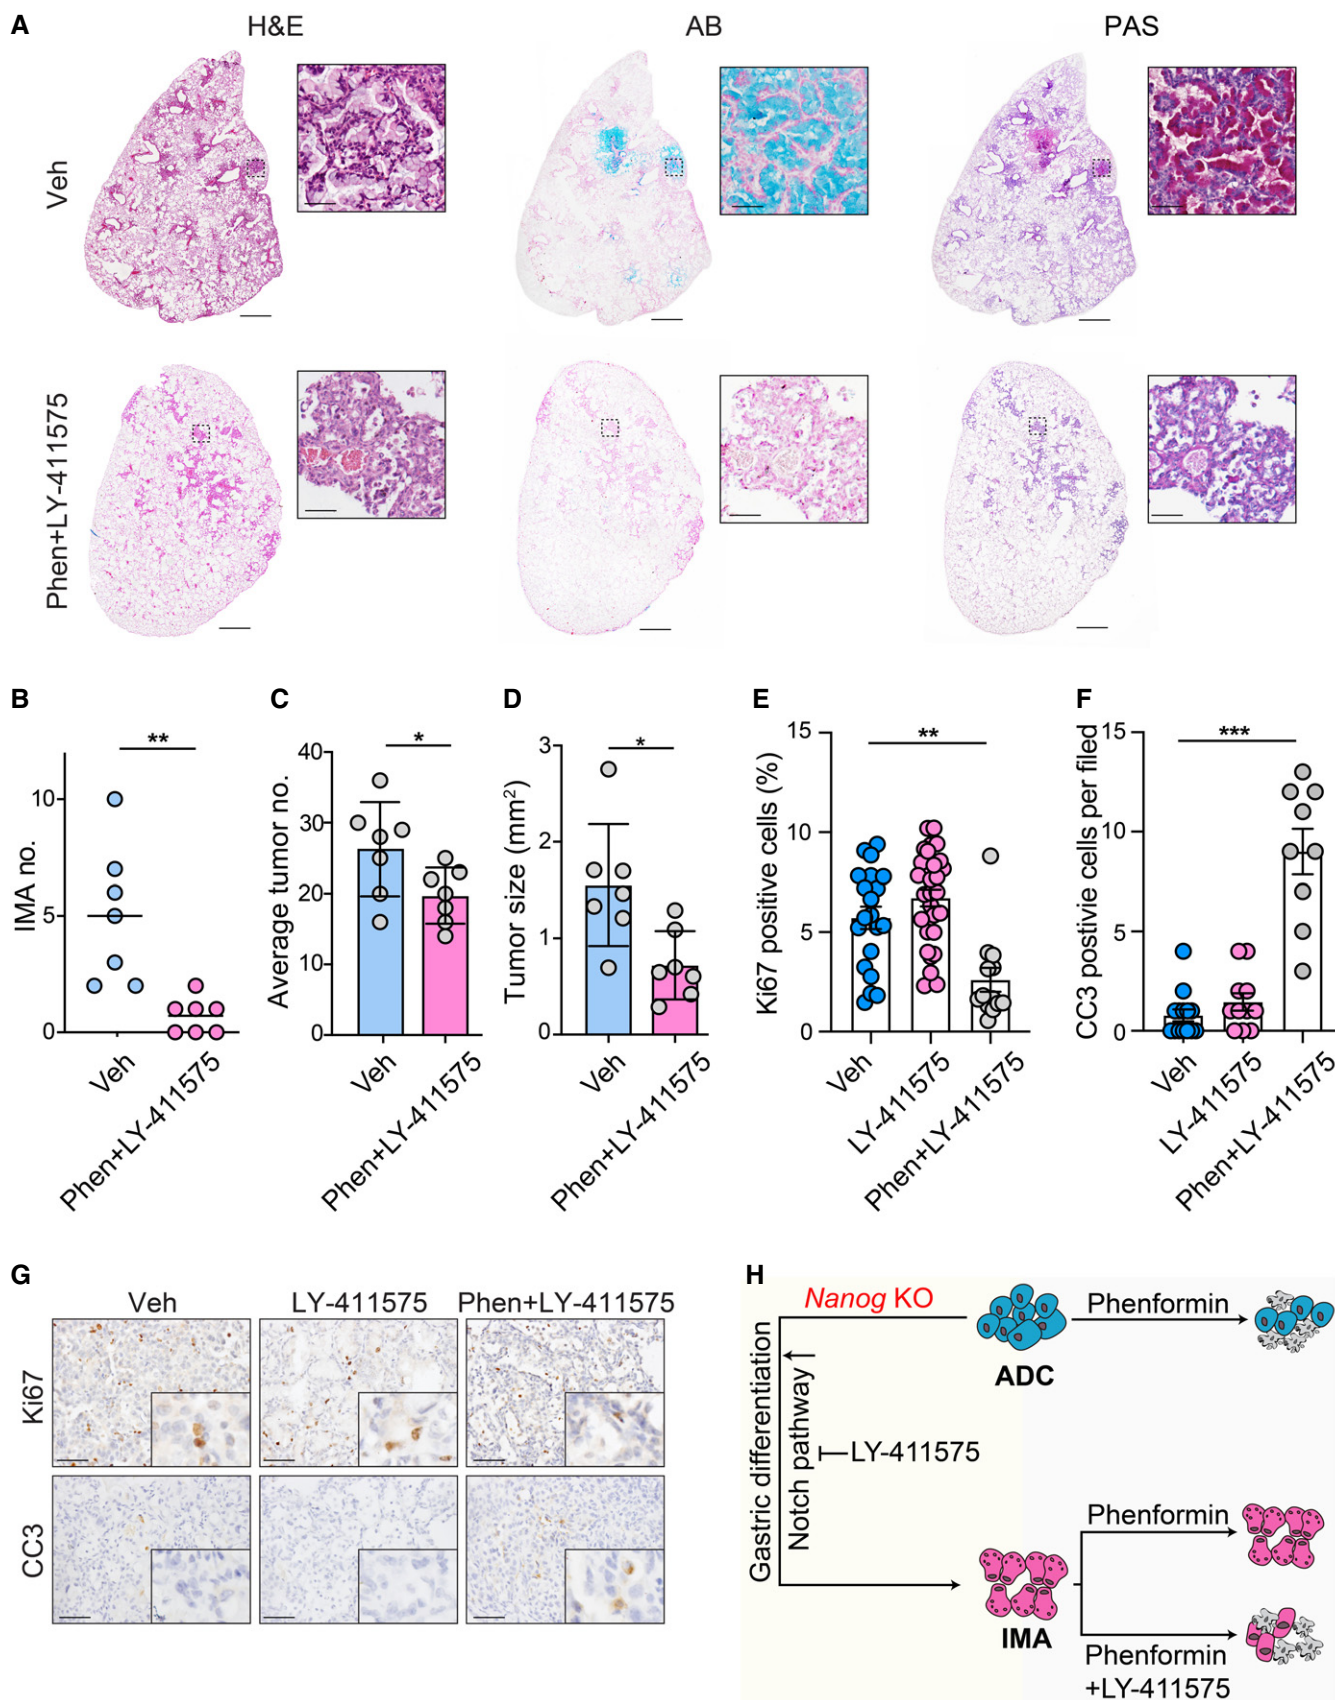 A
H&E
AB
PAS
Veh
Phen+LY-411575
B
C
D
E
F
IMA no.
10
5
0
**
Veh
Phen+LY-411575
Average tumor no.
40
30
20
10
0
*
Veh
Phen+LY-411575
Tumor size (mm²)
3
2
1
0
*
Veh
Phen+LY-411575
Ki67 positive cells (%)
15
10
5
0
**
Veh
LY-411575
Phen+LY-411575
CC3 postive cells per filed
15
10
5
0
***
Veh
LY-411575
Phen+LY-411575
G
Veh
LY-411575
Phen+LY-411575
Ki67
CC3
H
Nanog KO
Phenformin
ADC
Gastric differentiation
Notch pathway
LY-411575
Phenformin
IMA
Phenformin
+LY-411575